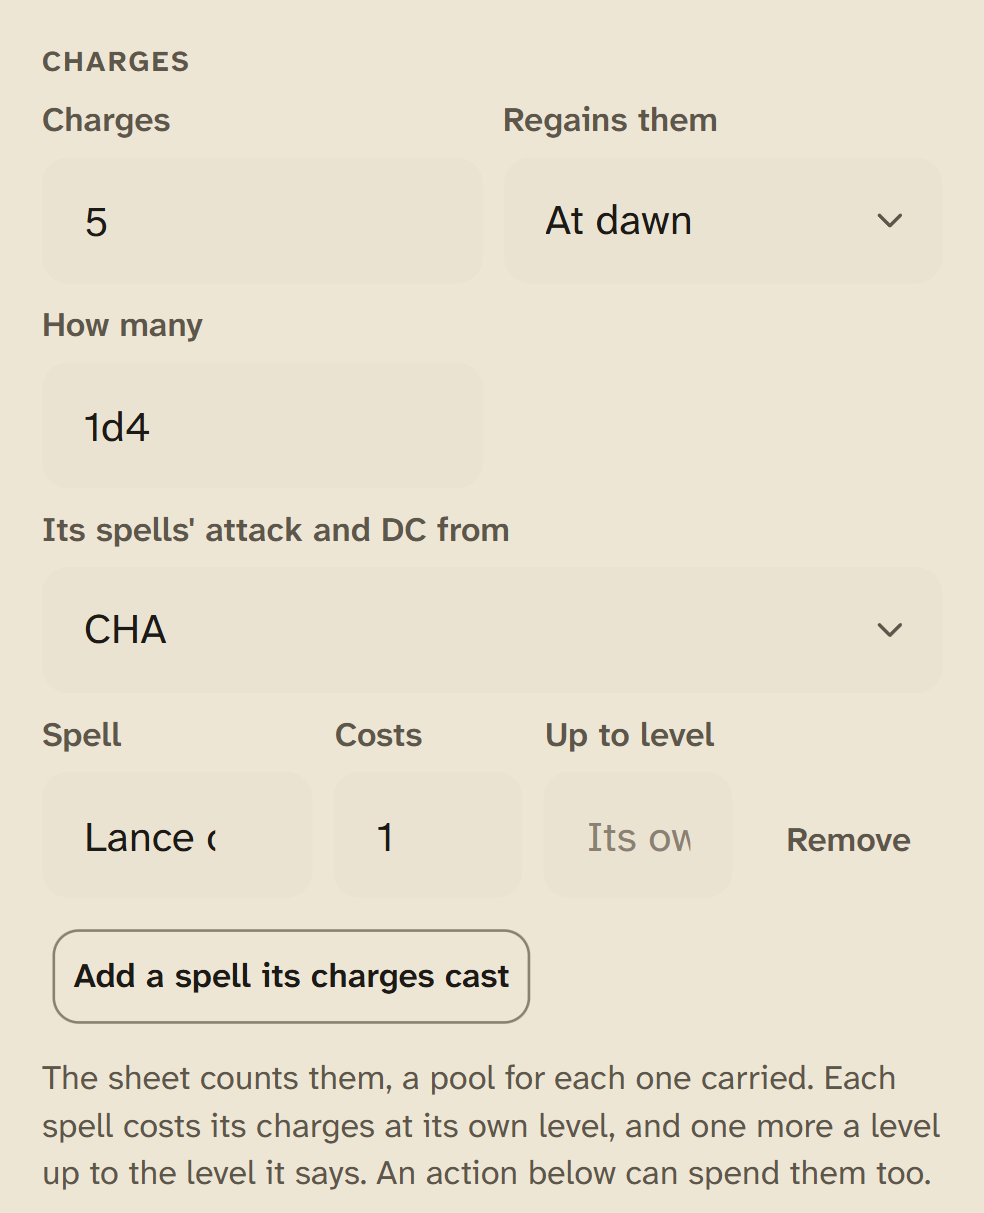 CHARGES
Charges Regains them
5 At dawn
How many
1d4
Its spells' attack and DC from
CHA
Spell Costs Up to level
Lance 1 Its Remove
Add a spell its charges cast
The sheet counts them, a pool for each one carried. Each
spell costs its charges at its own level, and one more a level
up to the level it says. An action below can spend them too.